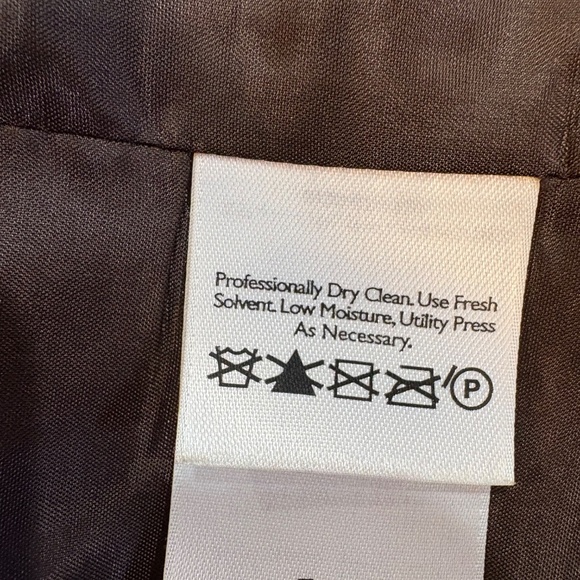 Professionally Dry Clean. Use Fresh
Solvent. Low Moisture, Utility Press
As Necessary.
P